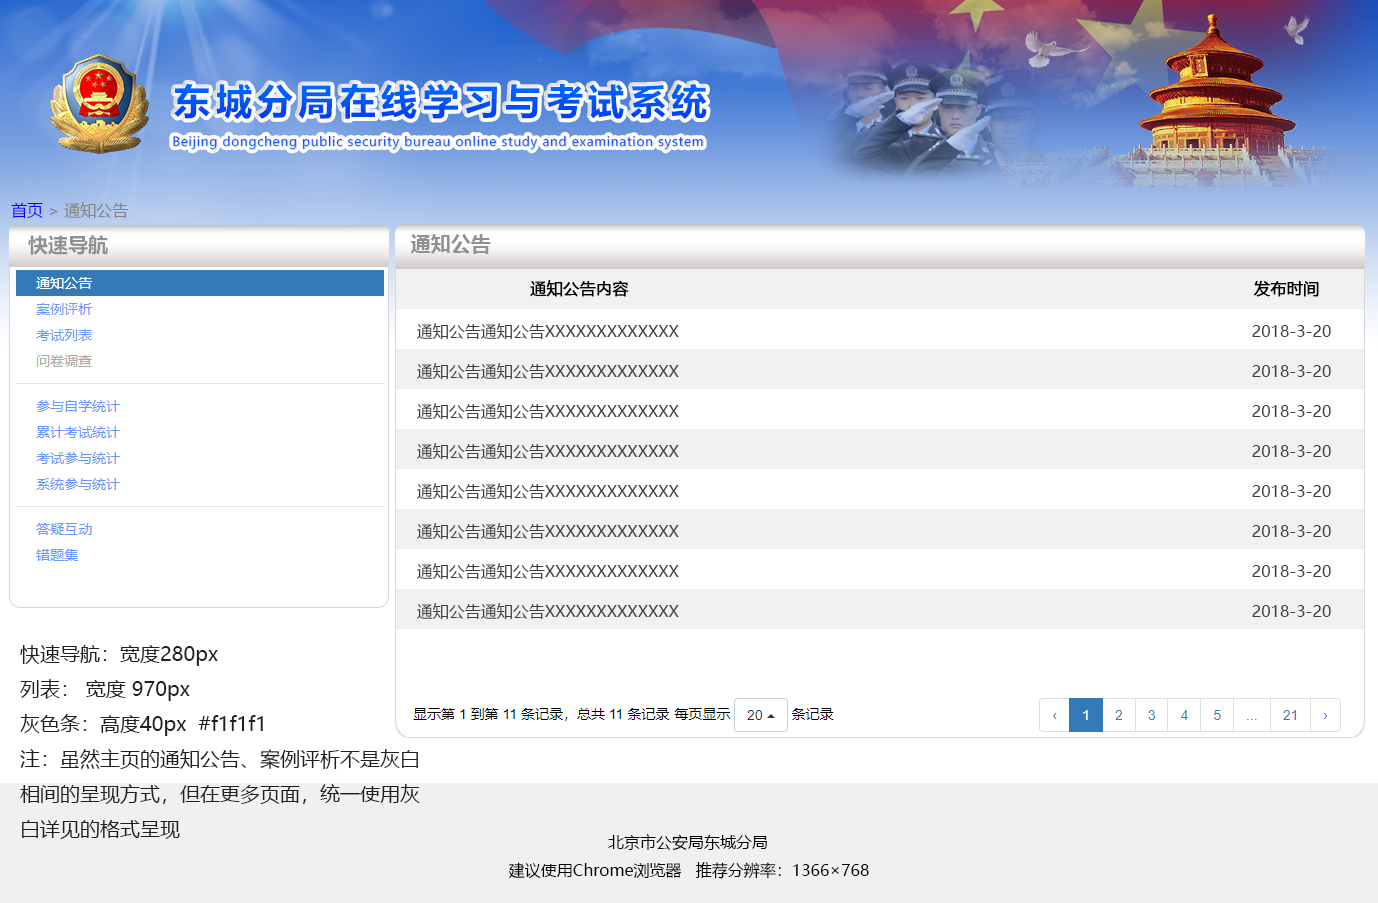 东城分局在线学习与考试系统
Beijing dongcheng public security bureau online study and examination system
首页 > 通知公告
快速导航
通知公告
案例评析
考试列表
问卷调查
参与自学统计
累计考试统计
考试参与统计
系统参与统计
答疑互动
错题集
通知公告
通知公告内容 发布时间
通知公告通知公告XXXXXXXXXXXXX 2018-3-20
通知公告通知公告XXXXXXXXXXXXX 2018-3-20
通知公告通知公告XXXXXXXXXXXXX 2018-3-20
通知公告通知公告XXXXXXXXXXXXX 2018-3-20
通知公告通知公告XXXXXXXXXXXXX 2018-3-20
通知公告通知公告XXXXXXXXXXXXX 2018-3-20
通知公告通知公告XXXXXXXXXXXXX 2018-3-20
通知公告通知公告XXXXXXXXXXXXX 2018-3-20
显示第 1 到第 11 条记录，总共 11 条记录 每页显示 20 条记录
‹ 1 2 3 4 5 ... 21 ›
快速导航：宽度280px
列表： 宽度 970px
灰色条：高度40px #f1f1f1
注：虽然主页的通知公告、案例评析不是灰白
相间的呈现方式，但在更多页面，统一使用灰
白详见的格式呈现
北京市公安局东城分局
建议使用Chrome浏览器 推荐分辨率：1366×768